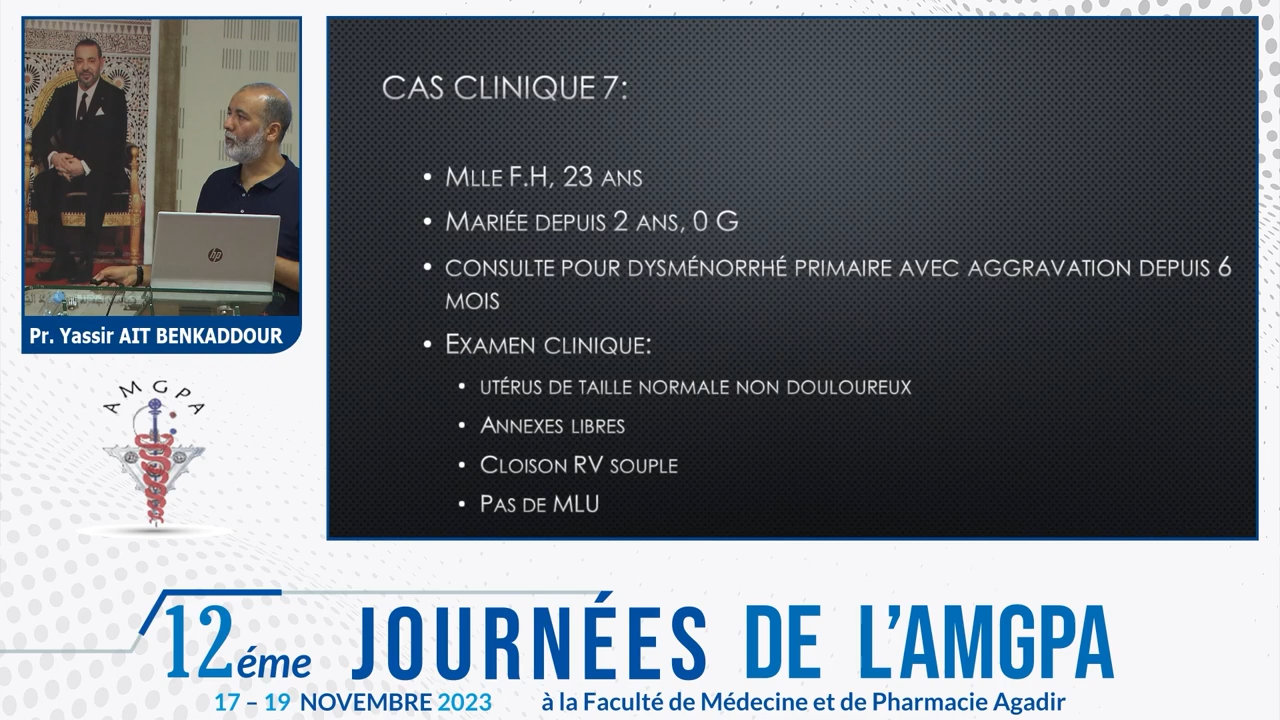 CAS CLINIQUE 7:
MLLE F.H, 23 ANS
MARIÉE DEPUIS 2 ANS, 0 G
CONSULTE POUR DYSMÉNORRHÉ PRIMAIRE AVEC AGGRAVATION DEPUIS 6
MOIS
EXAMEN CLINIQUE:
UTÉRUS DE TAILLE NORMALE NON DOULOUREUX
ANNEXES LIBRES
CLOISON RV SOUPLE
PAS DE MLU
hp
Pr. Yassir AIT BENKADDOUR
AMGPA
12éme JOURNÉES DE L'AMGPA
17 – 19 NOVEMBRE 2023 à la Faculté de Médecine et de Pharmacie Agadir